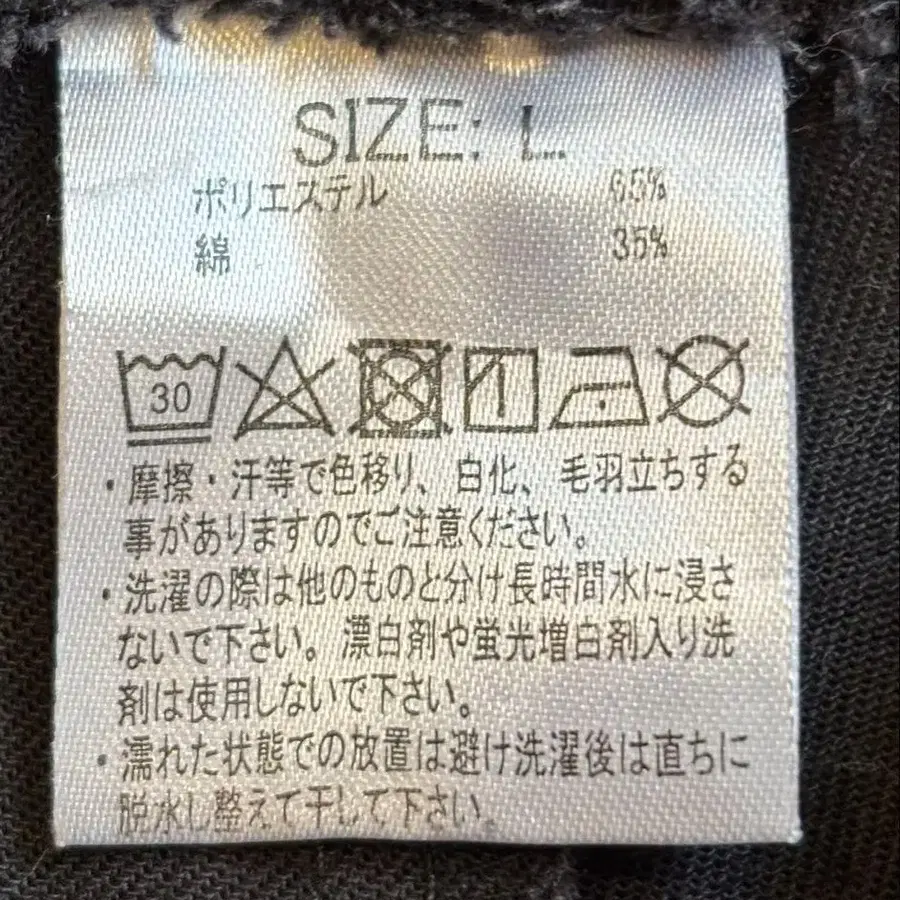 SIZE: L
ポリエステル 65%
綿 35%
30
・摩擦・汗等で色移り、白化、毛羽立ちする
事がありますのでご注意ください。
・洗濯の際は他のものと分け長時間水に浸さ
ないで下さい。漂白剤や蛍光増白剤入り洗
剤は使用しないで下さい。
・濡れた状態での放置は避け洗濯後は直ちに
脱水し整えて干して下さい。